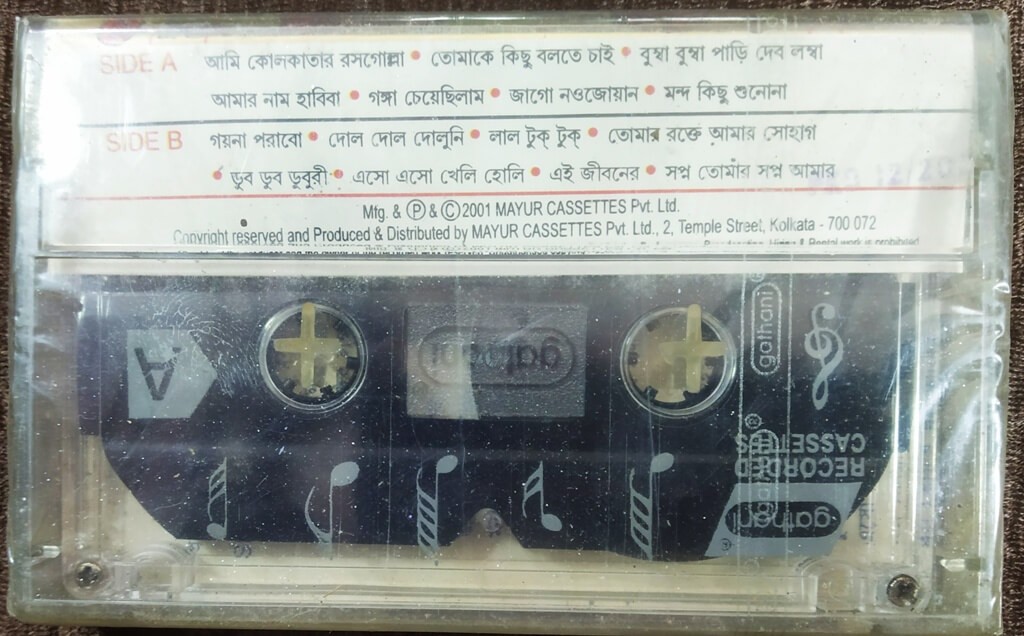 SIDE A আমি কোলকাতার রসগোল্লা • তোমাকে কিছু বলতে চাই • বুম্বা বুম্বা পাড়ি দেব লম্বা
আমার নাম হাবিবা • গঙ্গা চেয়েছিলাম • জাগো নওজোয়ান • মন্দ কিছু শুনোনা
SIDE B গয়না পরাবো • দোল দোল দোলুনি • লাল টুক্ টুক্ • তোমার রক্তে আমার সোহাগ
• ডুব ডুব ডুবুরী • এসো এসো খেলি হোলি • এই জীবনের • সপ্ন তোমার সপ্ন আমার
Mfg. & Ⓟ & Ⓒ 2001 MAYUR CASSETTES Pvt. Ltd.
Copyright reserved and Produced & Distributed by MAYUR CASSETTES Pvt. Ltd., 2, Temple Street, Kolkata - 700 072
A
gathani
gathani
RECORDED
CASSETTES
gathani